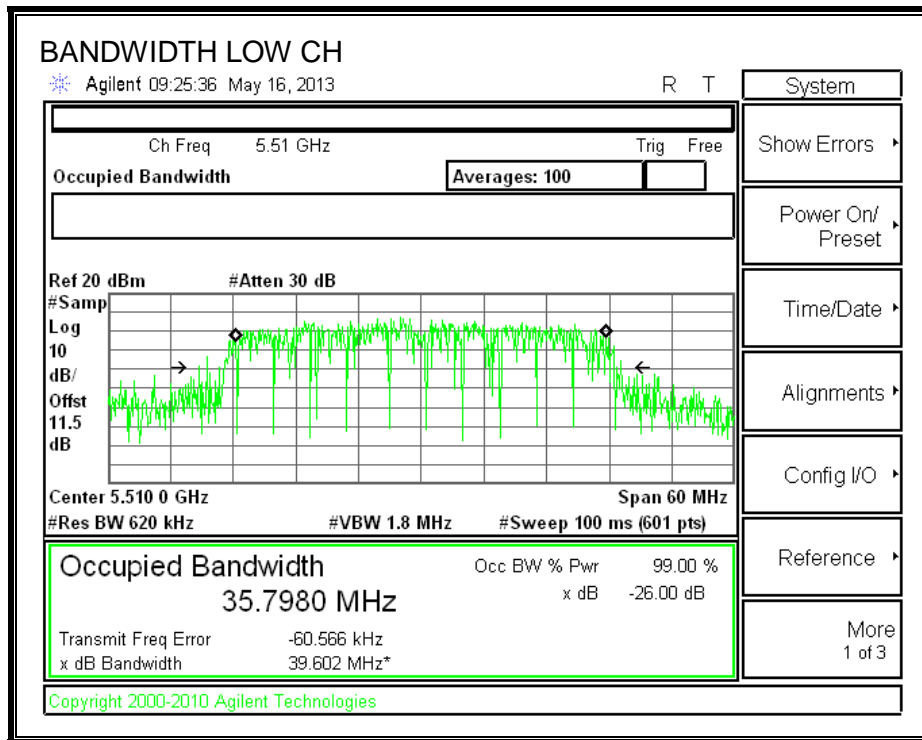 BANDWIDTH LOW CH
Agilent 09:25:36 May 16, 2013 R T
System
Ch Freq 5.51 GHz Trig Free
Show Errors
Occupied Bandwidth Averages: 100
Power On/
Preset
Ref 20 dBm #Atten 30 dB
#Samp
Log
10
dB/
Offst
11.5
dB
Time/Date
Alignments
Config I/O
Center 5.510 0 GHz Span 60 MHz
#Res BW 620 kHz #VBW 1.8 MHz #Sweep 100 ms (601 pts)
Occupied Bandwidth Occ BW % Pwr 99.00 %
35.7980 MHz x dB -26.00 dB
Reference
Transmit Freq Error -60.566 kHz
x dB Bandwidth 39.602 MHz*
More
1 of 3
Copyright 2000-2010 Agilent Technologies